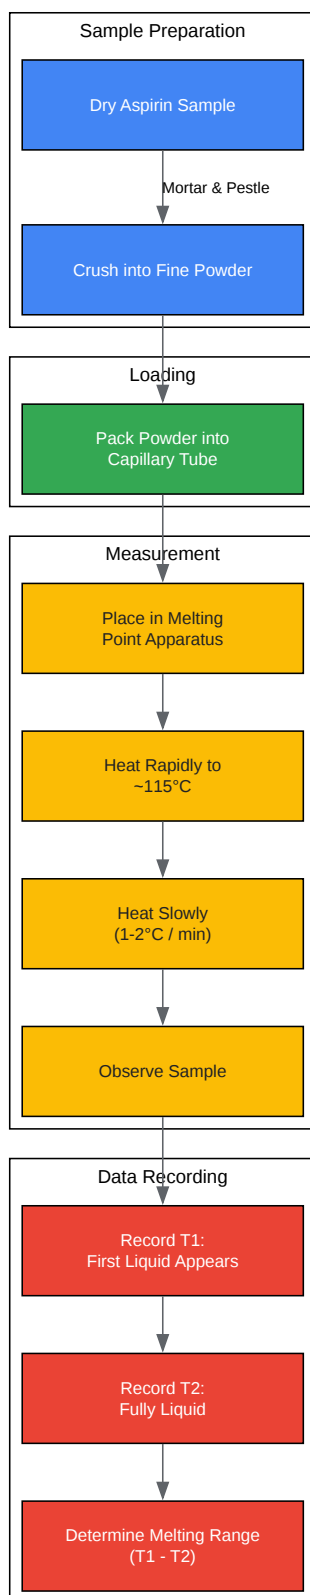 Sample Preparation
Dry Aspirin Sample
Mortar & Pestle
Crush into Fine Powder
Loading
Pack Powder into
Capillary Tube
Measurement
Place in Melting
Point Apparatus
Heat Rapidly to
~115°C
Heat Slowly
(1-2°C / min)
Observe Sample
Data Recording
Record T1:
First Liquid Appears
Record T2:
Fully Liquid
Determine Melting Range
(T1 - T2)